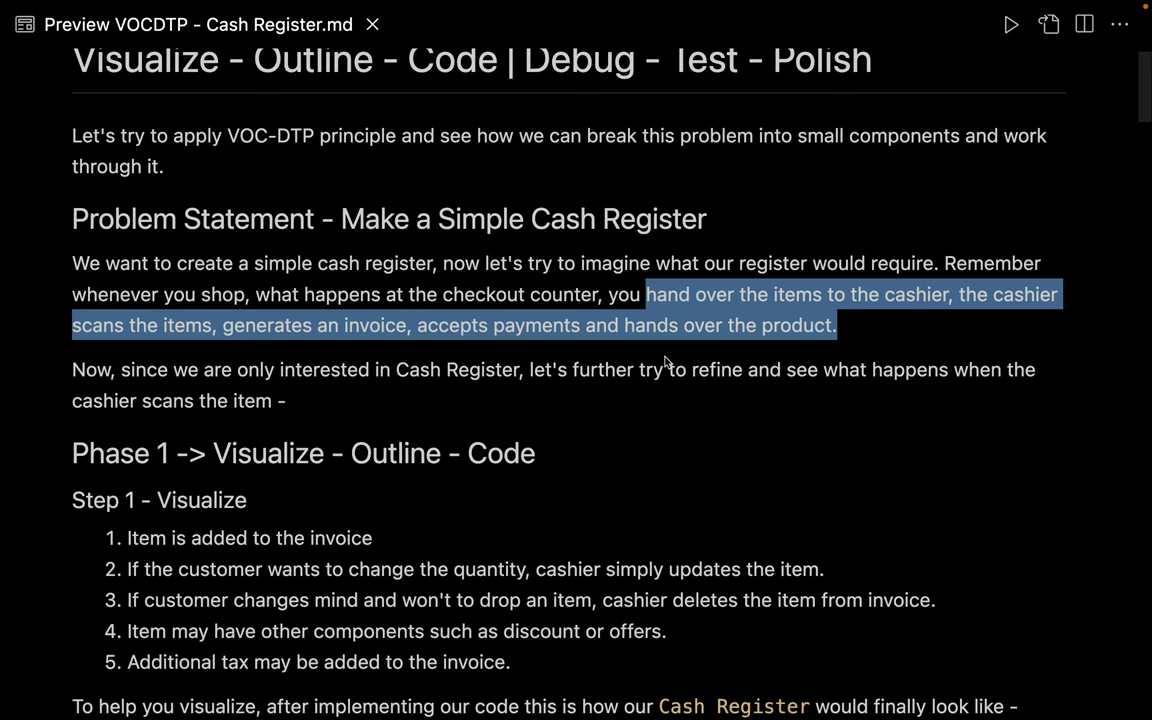 Preview VOCDTP - Cash Register.md
Visualize - Outline - Code | Debug - Test - Polish
Let's try to apply VOC-DTP principle and see how we can break this problem into small components and work
through it.
Problem Statement - Make a Simple Cash Register
We want to create a simple cash register, now let's try to imagine what our register would require. Remember
whenever you shop, what happens at the checkout counter, you hand over the items to the cashier, the cashier
scans the items, generates an invoice, accepts payments and hands over the product.
Now, since we are only interested in Cash Register, let's further try to refine and see what happens when the
cashier scans the item -
Phase 1 -> Visualize - Outline - Code
Step 1 - Visualize
1. Item is added to the invoice
2. If the customer wants to change the quantity, cashier simply updates the item.
3. If customer changes mind and won't to drop an item, cashier deletes the item from invoice.
4. Item may have other components such as discount or offers.
5. Additional tax may be added to the invoice.
To help you visualize, after implementing our code this is how our Cash Register would finally look like -